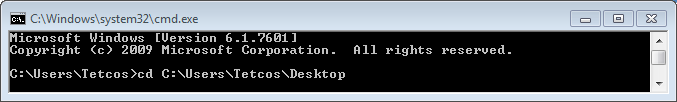 C:\Windows\system32\cmd.exe
Microsoft Windows [Version 6.1.7601]
Copyright (c) 2009 Microsoft Corporation.  All rights reserved.
C:\Users\Tetcos>cd C:\Users\Tetcos\Desktop